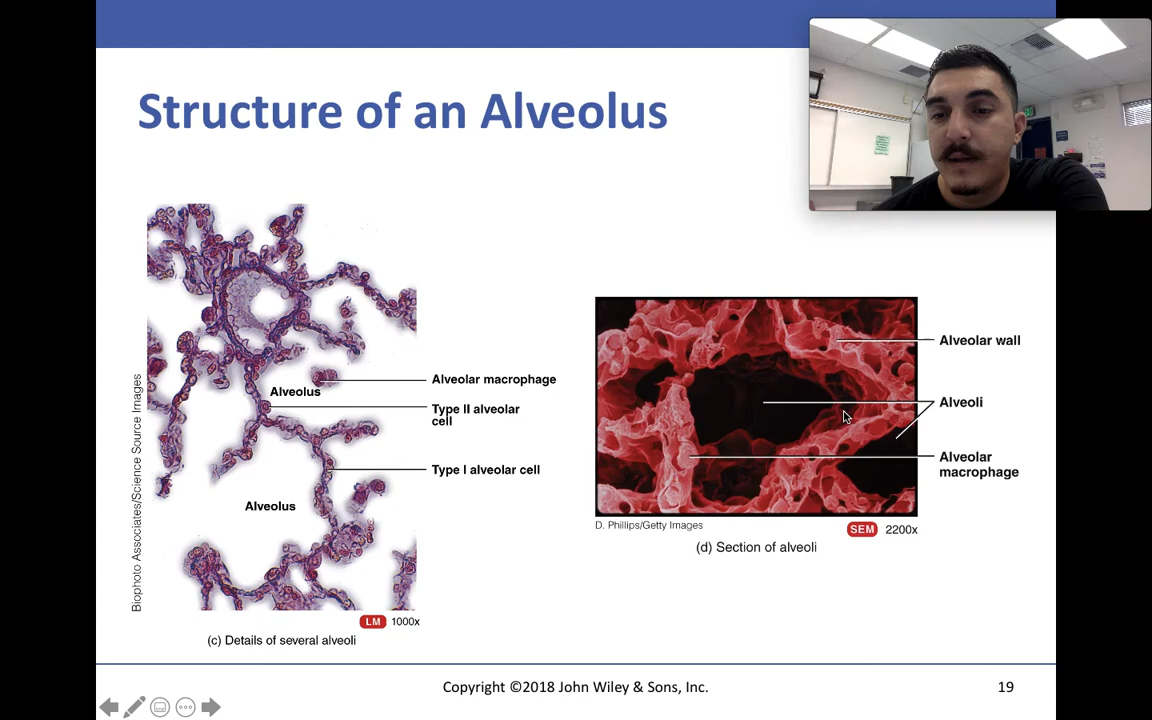 Structure of an Alveolus
Biophoto Associates/Science Source Images
Alveolus
Alveolar macrophage
Type II alveolar
cell
Type I alveolar cell
Alveolus
LM 1000x
(c) Details of several alveoli
Alveolar wall
Alveoli
Alveolar
macrophage
D. Phillips/Getty Images
SEM 2200x
(d) Section of alveoli
Copyright ©2018 John Wiley & Sons, Inc.
19